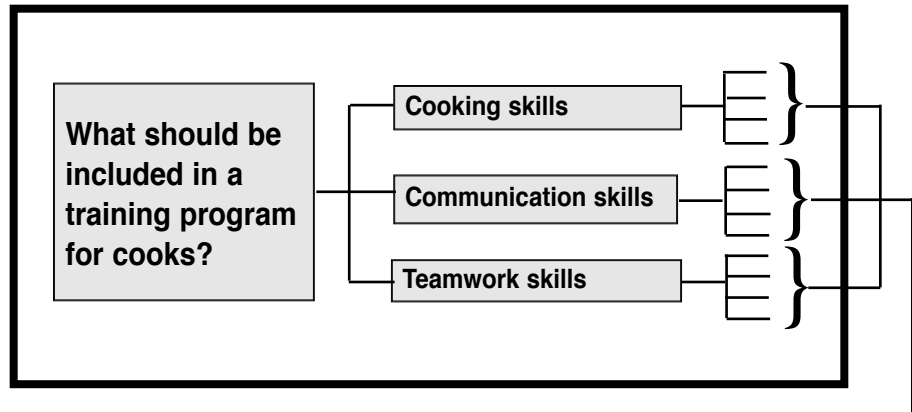 What should be
included in a
training program
for cooks?
Cooking skills
Communication skills
Teamwork skills